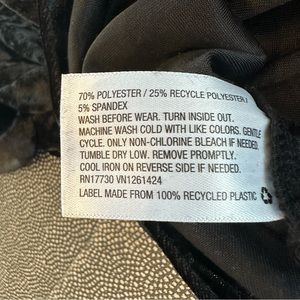 70% POLYESTER / 25% RECYCLE POLYESTER /
5% SPANDEX
WASH BEFORE WEAR. TURN INSIDE OUT.
MACHINE WASH COLD WITH LIKE COLORS. GENTLE
CYCLE. ONLY NON-CHLORINE BLEACH IF NEEDED.
TUMBLE DRY LOW. REMOVE PROMPTLY.
COOL IRON ON REVERSE SIDE IF NEEDED.
RN17730 VN1261424
LABEL MADE FROM 100% RECYCLED PLASTIC